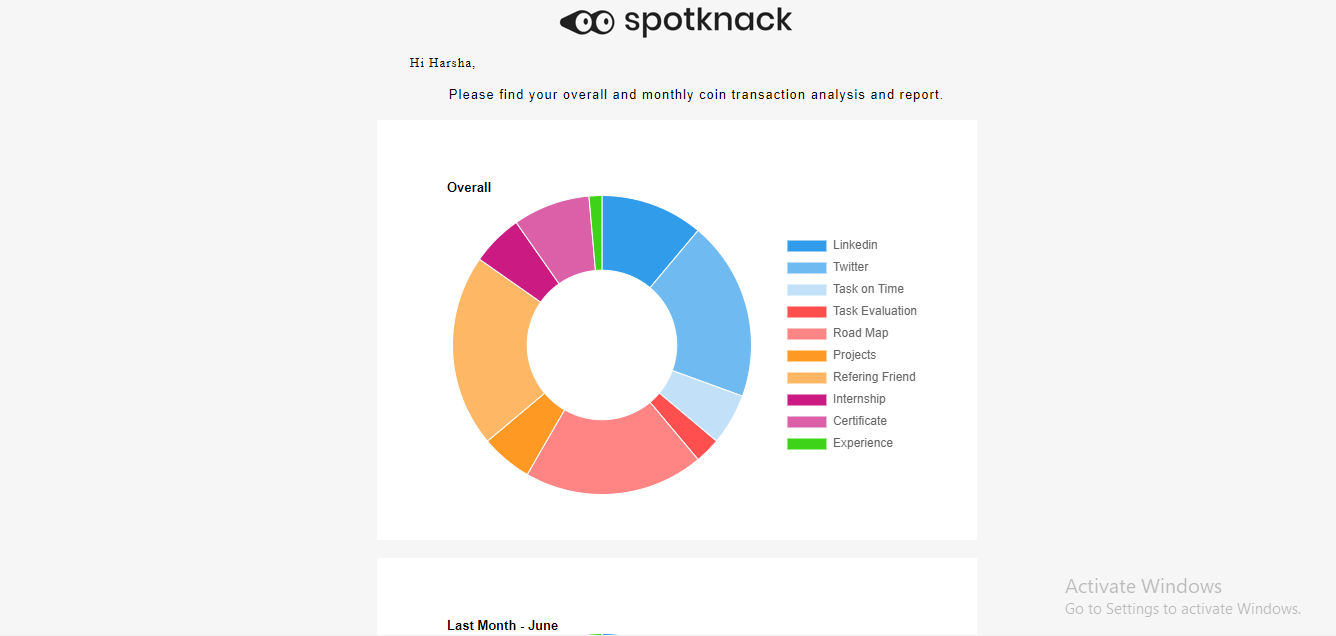 spotknack
Hi Harsha,
Please find your overall and monthly coin transaction analysis and report.
Overall
Linkedin
Twitter
Task on Time
Task Evaluation
Road Map
Projects
Refering Friend
Internship
Certificate
Experience
Activate Windows
Go to Settings to activate Windows.
Last Month - June